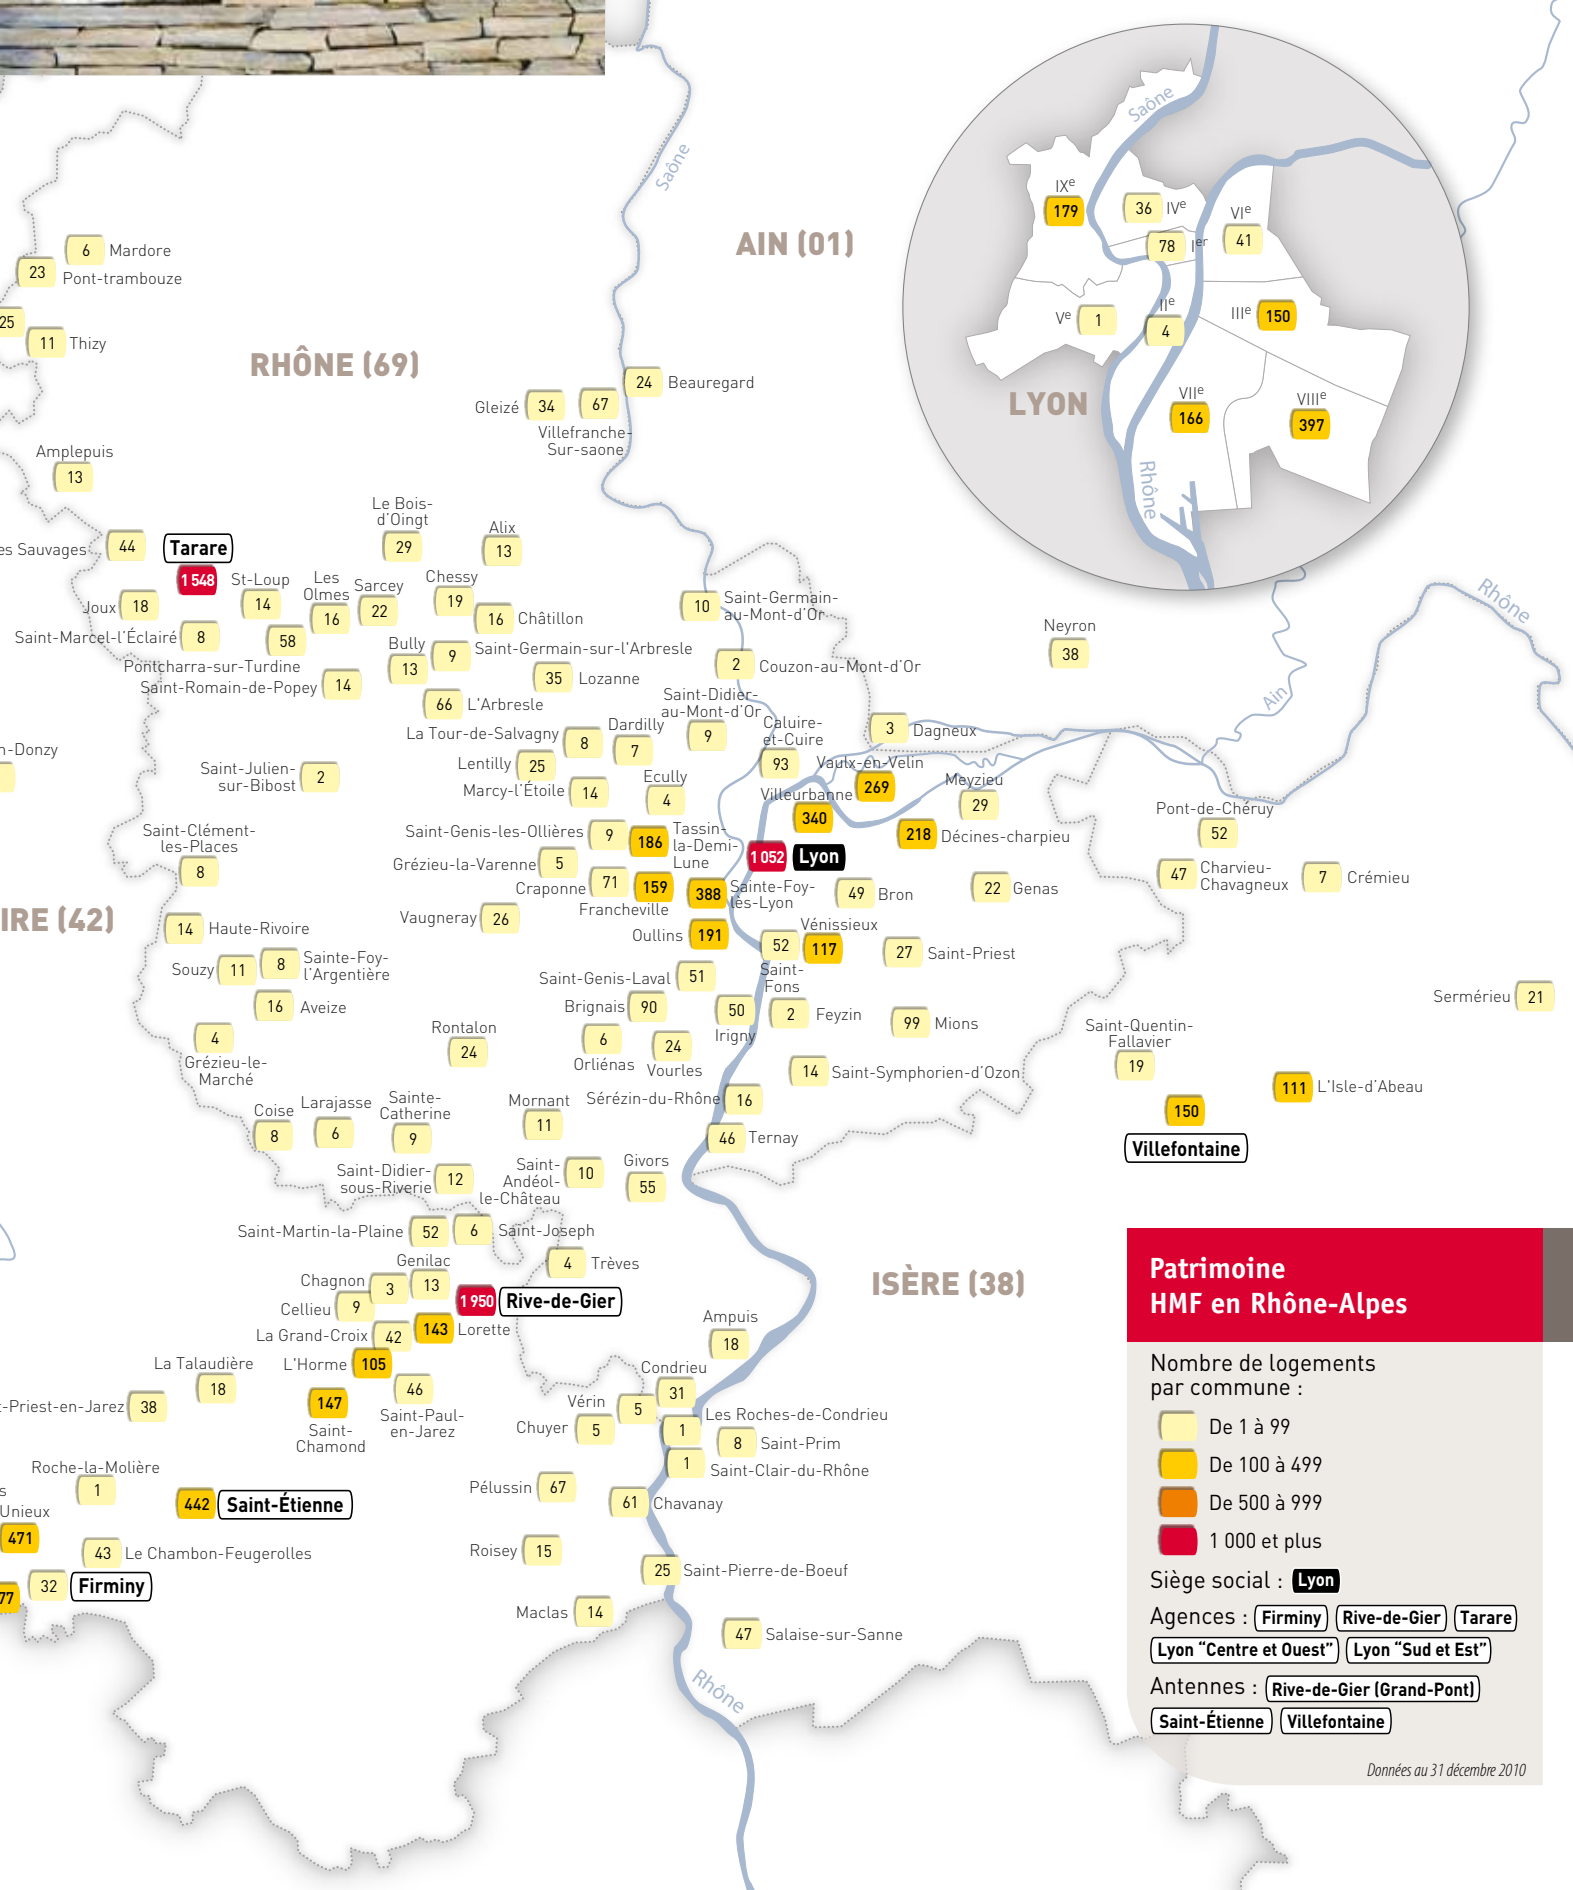 Saône
AIN (01)
RHÔNE (69)
IRE (42)
ISÈRE (38)
LYON
Saône
IXe
179
36 IVe
VIe
41
78 Ier
Ve 1
IIe
4
IIIe 150
VIIe
166
VIIIe
397
Rhône
6 Mardore
23
Pont-trambouze
25
11 Thizy
24 Beauregard
Gleizé 34
67
Villefranche-
Sur-saone
Amplepuis
13
es Sauvages 44
Tarare
1 548
Le Bois-
d'Oingt
29
Alix
13
Joux 18
St-Loup
14
Les
Olmes
16
Sarcey
22
Chessy
19
16 Châtillon
Saint-Marcel-l'Éclairé 8
58
Pontcharra-sur-Turdine
Saint-Romain-de-Popey 14
Bully
13
9 Saint-Germain-sur-l'Arbresle
35 Lozanne
66 L'Arbresle
10 Saint-Germain-
au-Mont-d'Or
2 Couzon-au-Mont-d'Or
Neyron
38
Rhône
Ain
Saint-Didier-
au-Mont-d'Or
9
La Tour-de-Salvagny 8
Dardilly
7
Caluire-
et-Cuire
93
3 Dagneux
n-Donzy
Saint-Julien-
sur-Bibost 2
Lentilly 25
Marcy-l'Étoile 14
Ecully
4
Vaulx-en-Velin
269
Villeurbanne
340
Meyzieu
29
218 Décines-charpieu
Pont-de-Chéruy
52
Saint-Clément-
les-Places
8
Saint-Genis-les-Ollières 9
186 Tassin-
la-Demi-
Lune
1 052 Lyon
Grézieu-la-Varenne 5
Craponne 71
159
Francheville
388 Sainte-Foy-
lès-Lyon
49 Bron
22 Genas
47 Charvieu-
Chavagneux
7 Crémieu
14 Haute-Rivoire
Vaugneray 26
Oullins 191
52
Saint-
Fons
Vénissieux
117
27 Saint-Priest
Souzy 11
8 Sainte-Foy-
l'Argentière
16 Aveize
Saint-Genis-Laval 51
Brignais 90
50
Irigny
2 Feyzin
99 Mions
Sermérieu 21
4
Grézieu-le-
Marché
Rontalon
24
6
Orliénas
24
Vourles
14 Saint-Symphorien-d'Ozon
Saint-Quentin-
Fallavier
19
111 L'Isle-d'Abeau
150
Villefontaine
Coise
8
Larajasse
6
Sainte-
Catherine
9
Mornant
11
Sérézin-du-Rhône 16
46 Ternay
Saint-Didier-
sous-Riverie 12
Saint-
Andéol-
le-Château
10
Givors
55
Saint-Martin-la-Plaine 52
6 Saint-Joseph
4 Trèves
Genilac
13
Chagnon 3
Cellieu 9
1 950 Rive-de-Gier
La Grand-Croix 42
143 Lorette
L'Horme 105
La Talaudière
18
t-Priest-en-Jarez 38
147
Saint-
Chamond
46
Saint-Paul-
en-Jarez
Ampuis
18
Condrieu
31
Vérin
5
Chuyer 5
1
Les Roches-de-Condrieu
8 Saint-Prim
1
Saint-Clair-du-Rhône
Roche-la-Molière
1
s
Unieux
471
442 Saint-Étienne
43 Le Chambon-Feugerolles
77
32 Firminy
Pélussin 67
61 Chavanay
Roisey 15
25 Saint-Pierre-de-Boeuf
Maclas 14
47 Salaise-sur-Sanne
Rhône
Patrimoine
HMF en Rhône-Alpes
Nombre de logements
par commune :
De 1 à 99
De 100 à 499
De 500 à 999
1 000 et plus
Siège social : Lyon
Agences : Firminy Rive-de-Gier Tarare
Lyon “Centre et Ouest” Lyon “Sud et Est”
Antennes : Rive-de-Gier (Grand-Pont)
Saint-Étienne Villefontaine
Données au 31 décembre 2010